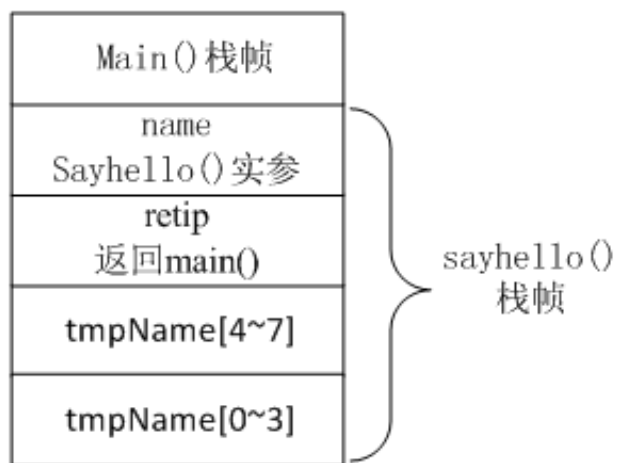 Main()栈帧
name
Sayhello()实参
retip
返回main()
tmpName[4~7]
tmpName[0~3]
sayhello()
栈帧